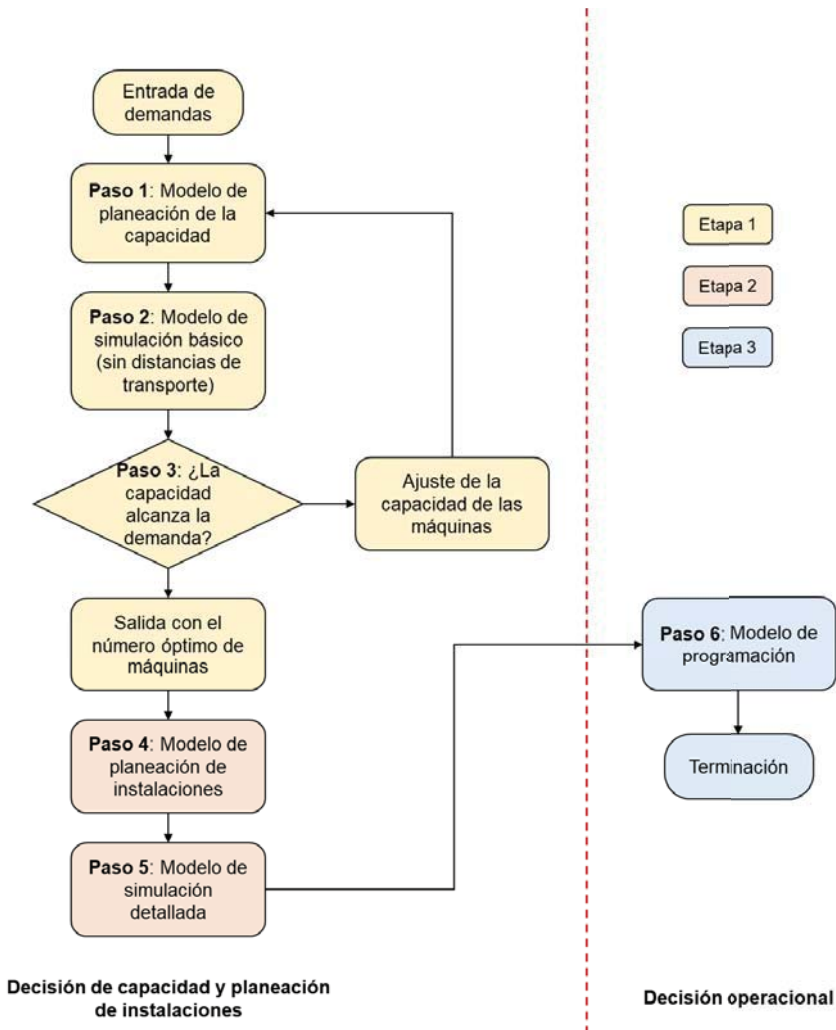 Entrada de
demandas
Paso 1: Modelo de
planeación de la
capacidad
Paso 2: Modelo de
simulación básico
(sin distancias de
transporte)
Paso 3: ¿La
capacidad
alcanza la
demanda?
Ajuste de la
capacidad de las
máquinas
Salida con el
número óptimo de
máquinas
Paso 4: Modelo de
planeación de
instalaciones
Paso 5: Modelo de
simulación
detallada
Decisión de capacidad y planeación
de instalaciones
Etapa 1
Etapa 2
Etapa 3
Paso 6: Modelo de
programación
Terminación
Decisión operacional